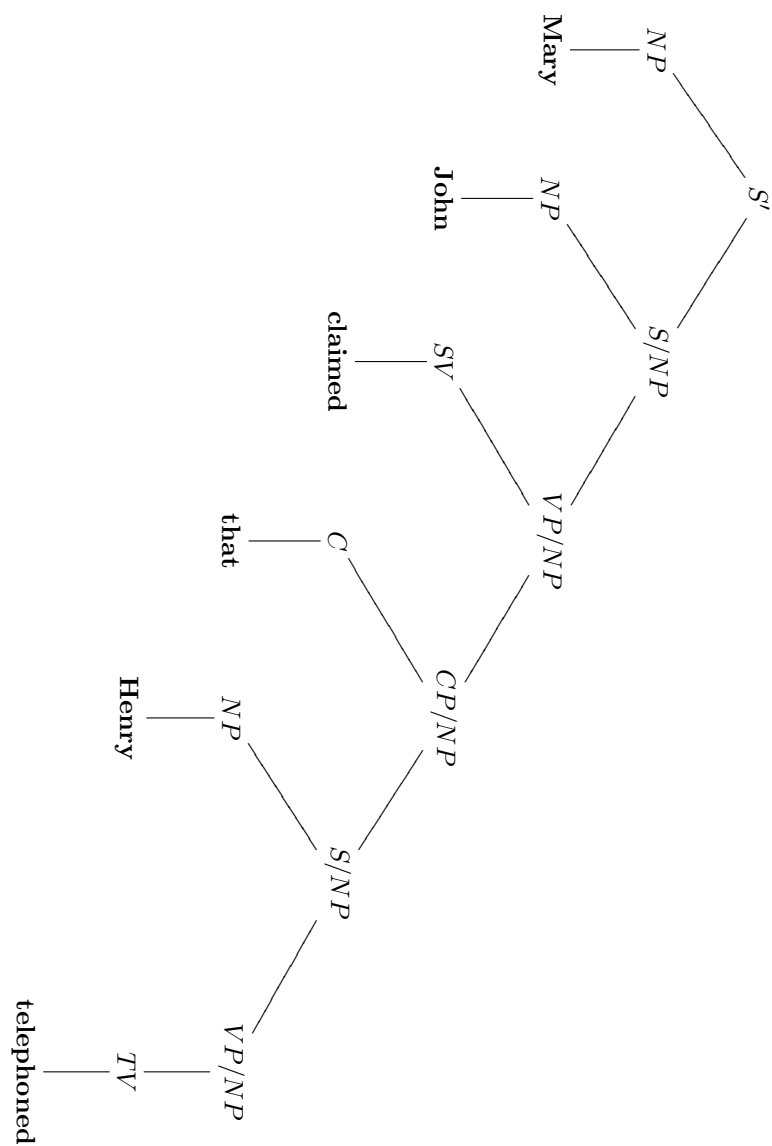 S′
NP
S/NP
Mary
NP
VP/NP
John
SV
CP/NP
claimed
C
S/NP
that
NP
VP/NP
Henry
TV
telephoned